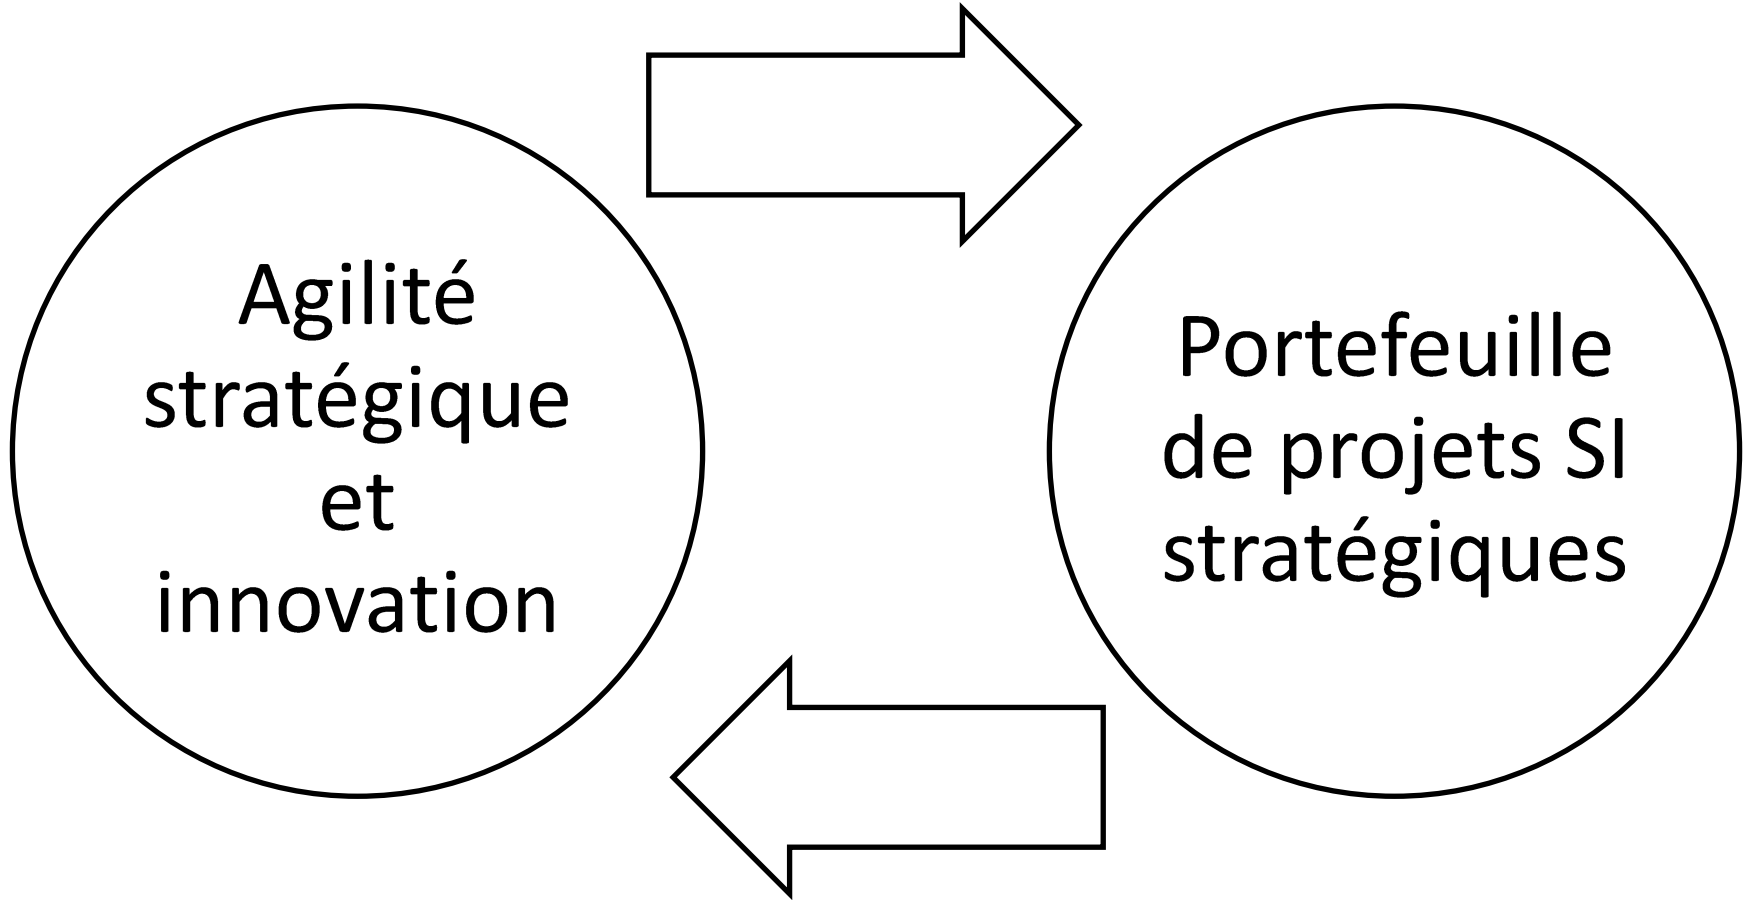 Agilité
stratégique
et
innovation
Portefeuille
de projets SI
stratégiques